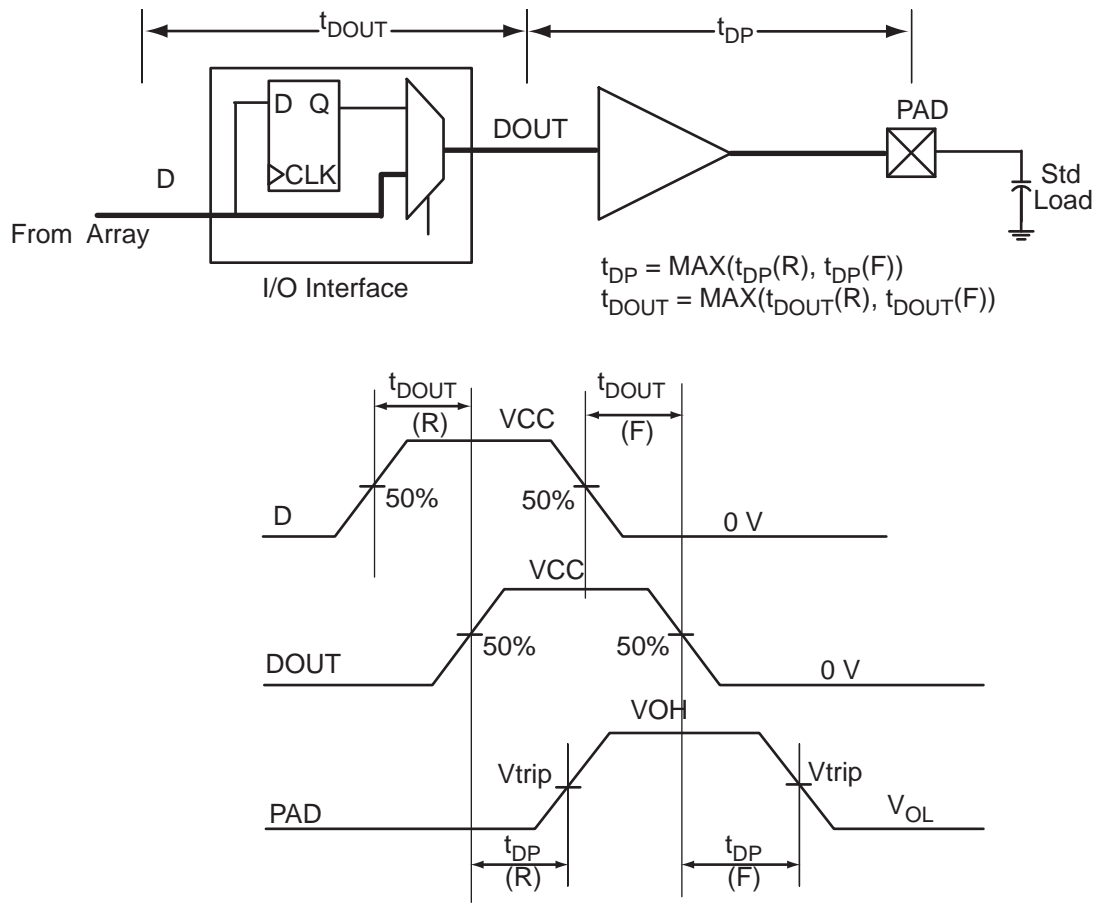 tDOUT
tDP
D Q
CLK
D
From Array
I/O Interface
DOUT
PAD
Std
Load
tDP = MAX(tDP(R), tDP(F))
tDOUT = MAX(tDOUT(R), tDOUT(F))
tDOUT
(R)
VCC
tDOUT
(F)
50%
50%
D
0 V
VCC
50%
50%
DOUT
0 V
VOH
Vtrip
Vtrip
PAD
VOL
tDP
(R)
tDP
(F)